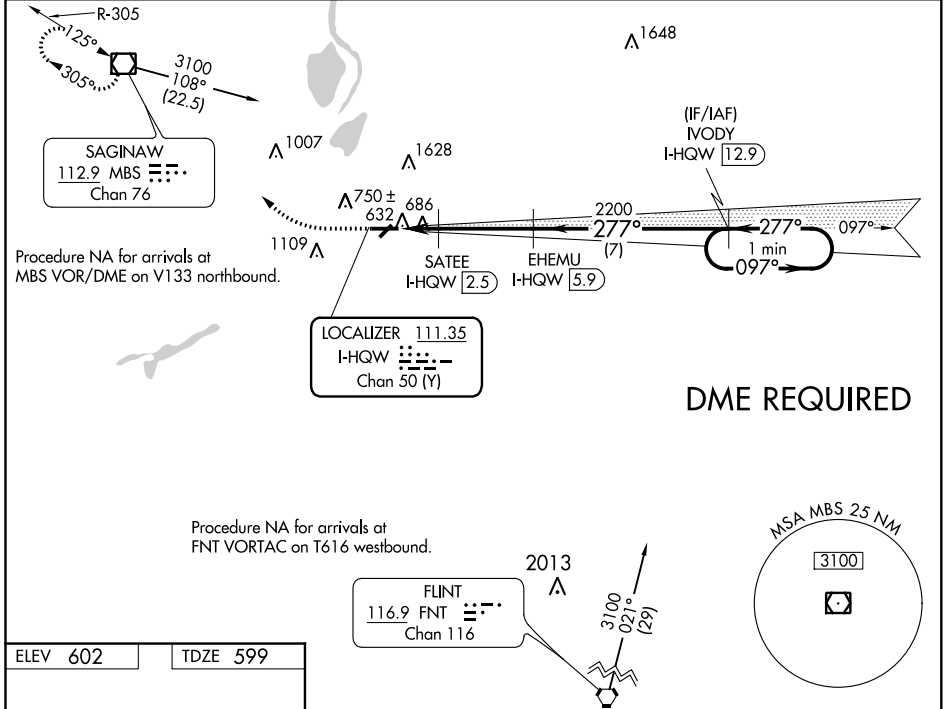 R-305
125°
305°
3100
108°
(22.5)
1648
SAGINAW
112.9 MBS
Chan 76
1007
1628
(IF/IAF)
IVODY
I-HQW 12.9
750 ±
632
686
1109
2200
277°
(7)
277°
097°
1 min
097°
Procedure NA for arrivals at
MBS VOR/DME on V133 northbound.
SATEE
I-HQW 2.5
EHEMU
I-HQW 5.9
LOCALIZER 111.35
I-HQW
Chan 50 (Y)
DME REQUIRED
Procedure NA for arrivals at
FNT VORTAC on T616 westbound.
2013
FLINT
116.9 FNT
Chan 116
3100
021°
(29)
MSA MBS 25 NM
3100
ELEV 602
TDZE 599